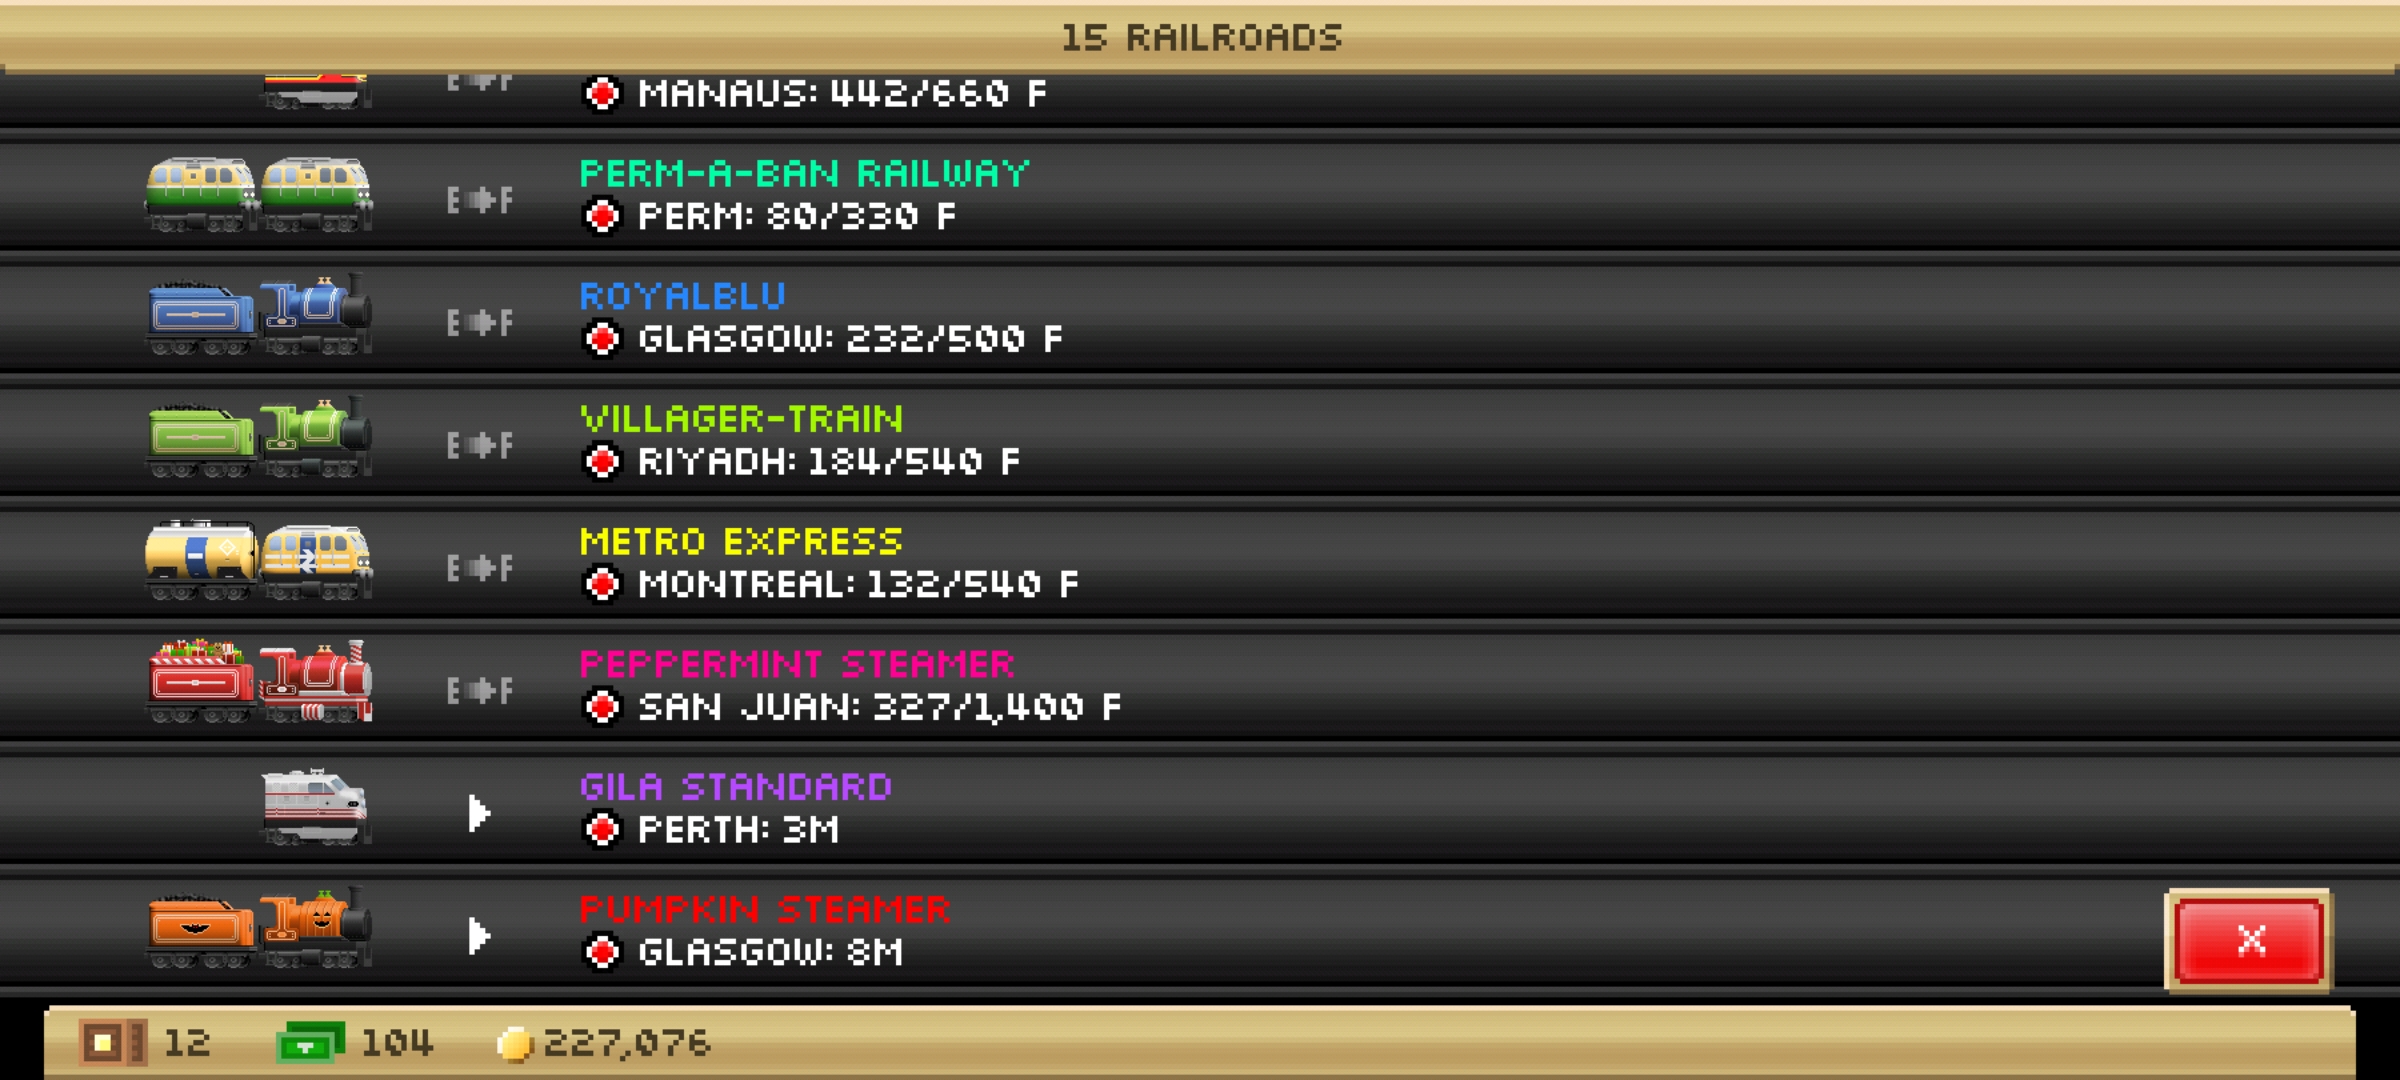 15 RAILROADS
E F
MANAUS: 442/660 F
PERM-A-BAN RAILWAY
E F
PERM: 80/330 F
ROYALBLU
E F
GLASGOW: 232/500 F
VILLAGER-TRAIN
E F
RIYADH: 184/540 F
METRO EXPRESS
E F
MONTREAL: 132/540 F
PEPPERMINT STEAMER
E F
SAN JUAN: 327/1,400 F
GILA STANDARD
PERTH: 3M
PUMPKIN STEAMER
GLASGOW: 8M
X
12 104 227,076